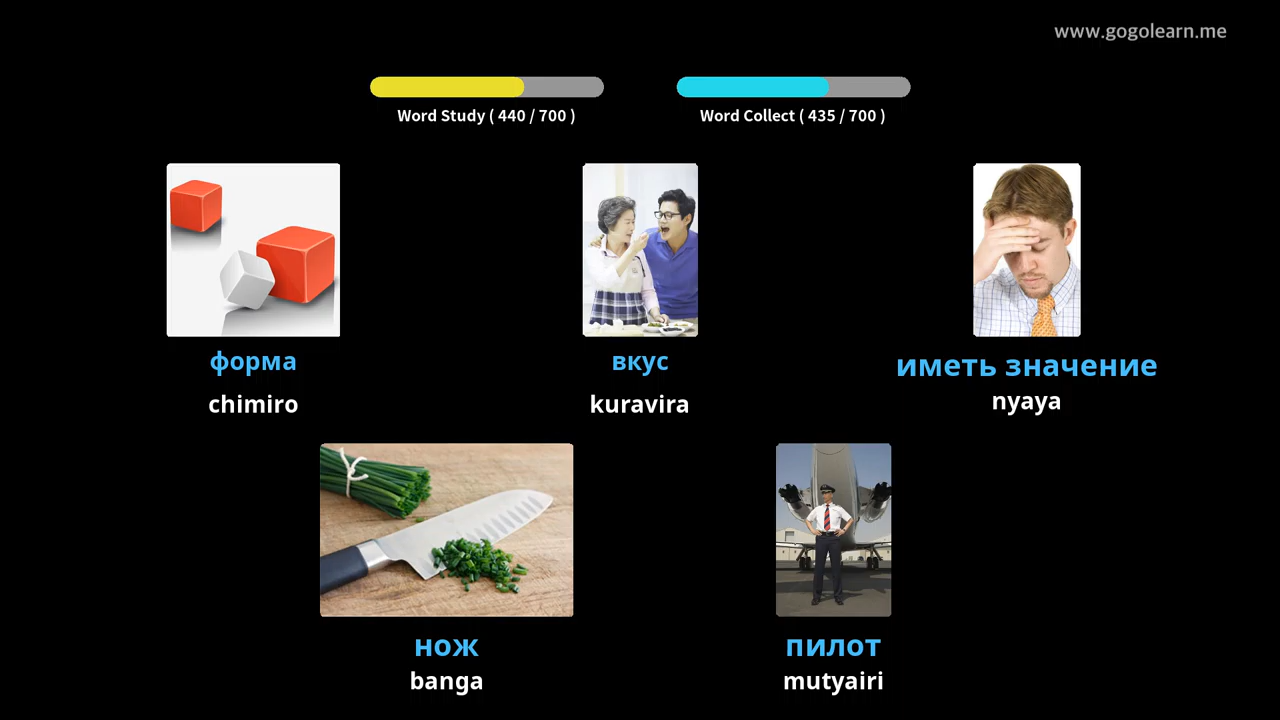 www.gogolearn.me
Word Study ( 440 / 700 )
Word Collect ( 435 / 700 )
форма
chimiro
вкус
kuravira
иметь значение
nyaya
нож
banga
пилот
mutyairi